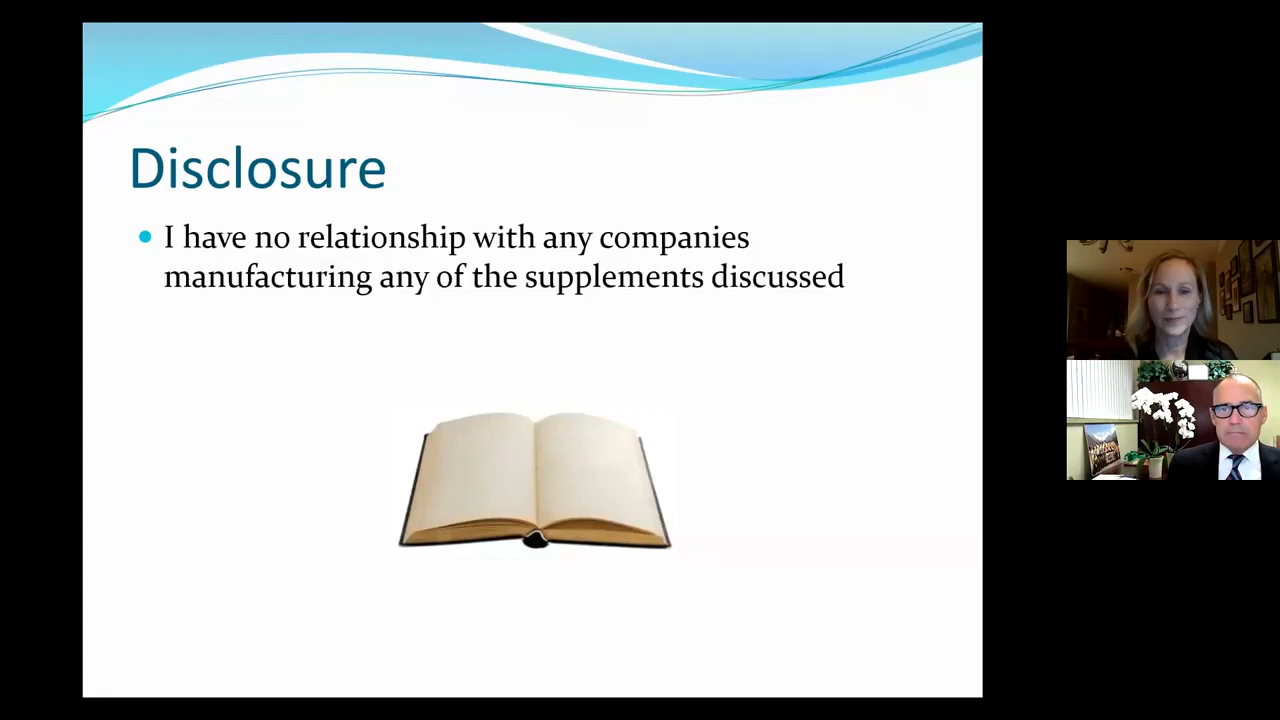 Disclosure
• I have no relationship with any companies
manufacturing any of the supplements discussed